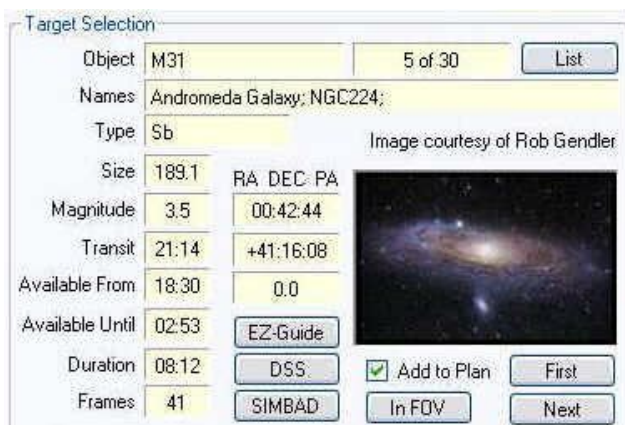 Target Selection
Object M31 5 of 30 List
Names Andromeda Galaxy; NGC224;
Type Sb
Image courtesy of Rob Gendler
Size 189.1 RA DEC PA
Magnitude 3.5 00:42:44
Transit 21:14 +41:16:08
Available From 18:30 0.0
Available Until 02:53 EZ-Guide
Duration 08:12 DSS Add to Plan First
Frames 41 SIMBAD In FOV Next